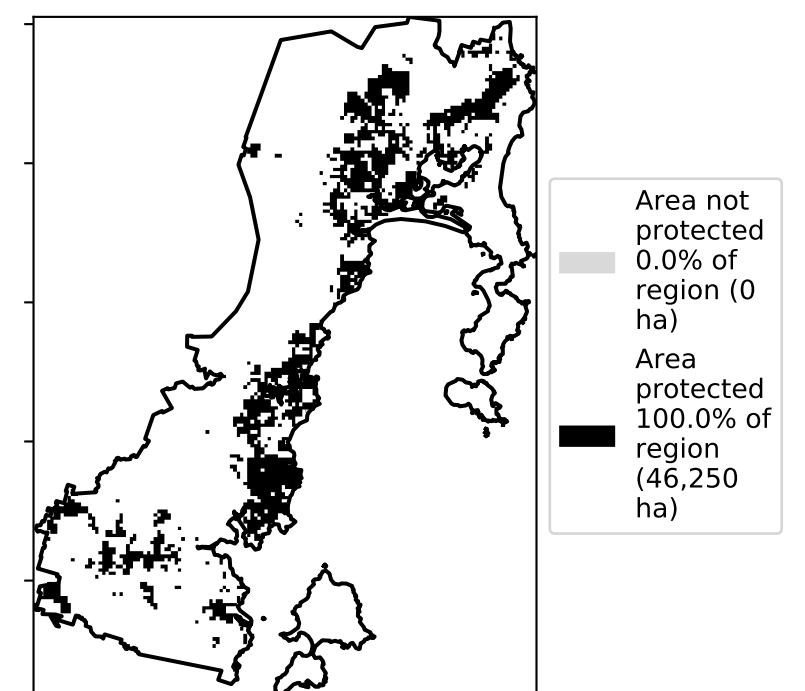 Area not
protected
0.0% of
region (0
ha)
Area
protected
100.0% of
region
(46,250
ha)